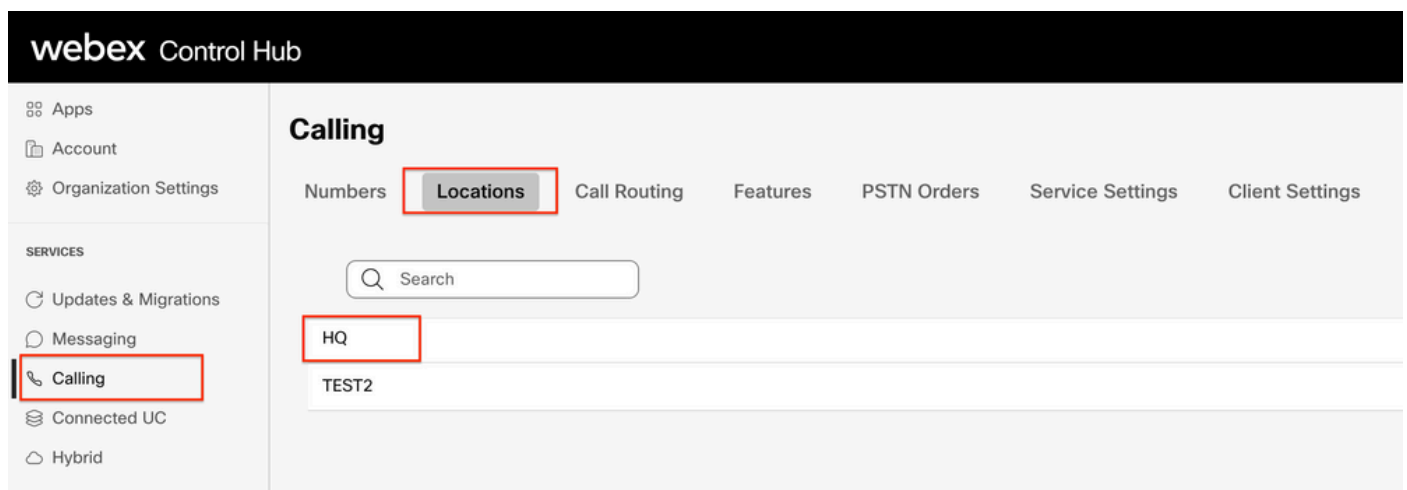 webex Control Hub
Apps
Account
Organization Settings
SERVICES
Updates & Migrations
Messaging
Calling
Connected UC
Hybrid
Calling
Numbers Locations Call Routing Features PSTN Orders Service Settings Client Settings
Search
HQ
TEST2